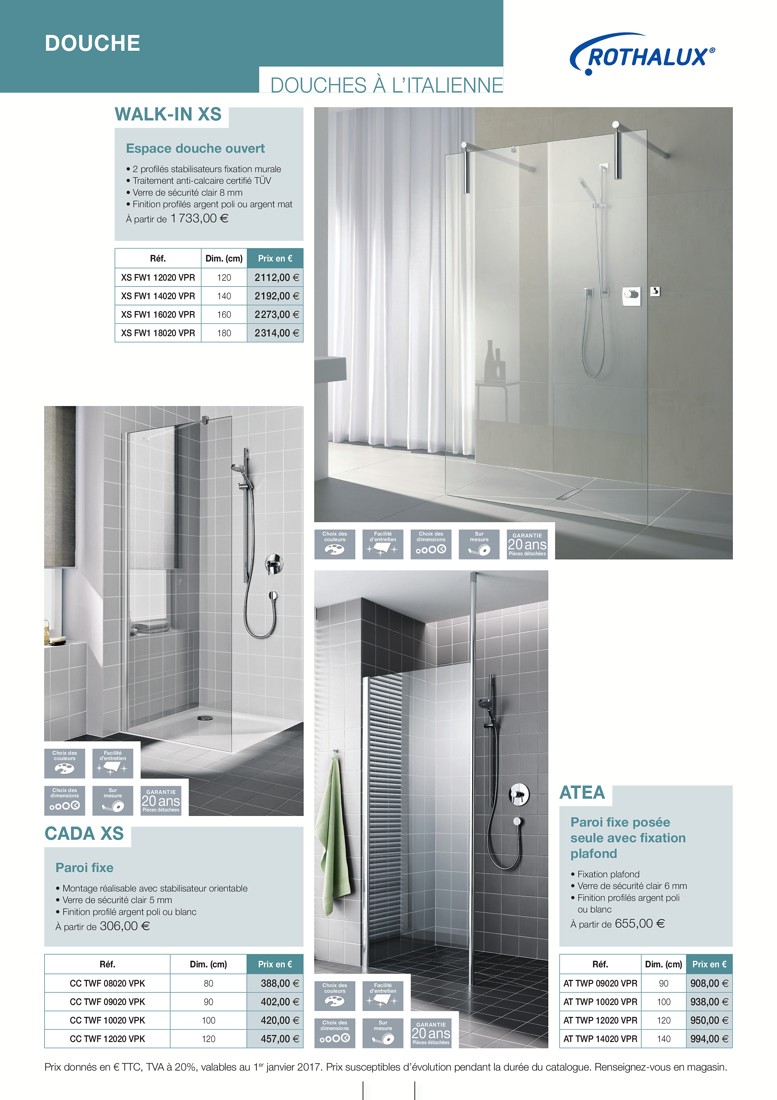 DOUCHE
ROTHALUX®
DOUCHES À L'ITALIENNE
WALK-IN XS
Espace douche ouvert
• 2 profilés stabilisateurs fixation murale
• Traitement anti-calcaire certifié TÜV
• Verre de sécurité clair 8 mm
• Finition profilés argent poli ou argent mat
À partir de 1 733,00 €
Réf. Dim. (cm) Prix en €
XS FW1 12020 VPR 120 2112,00 €
XS FW1 14020 VPR 140 2192,00 €
XS FW1 16020 VPR 160 2273,00 €
XS FW1 18020 VPR 180 2314,00 €
Choix des couleurs
Facilité d'entretien
Choix des dimensions
Sur mesure
GARANTIE
20 ans
Pièces détachées
Choix des couleurs
Facilité d'entretien
Choix des dimensions
Sur mesure
GARANTIE
20 ans
Pièces détachées
CADA XS
Paroi fixe
• Montage réalisable avec stabilisateur orientable
• Verre de sécurité clair 5 mm
• Finition profilé argent poli ou blanc
À partir de 306,00 €
Réf. Dim. (cm) Prix en €
CC TWF 08020 VPK 80 388,00 €
CC TWF 09020 VPK 90 402,00 €
CC TWF 10020 VPK 100 420,00 €
CC TWF 12020 VPK 120 457,00 €
Choix des couleurs
Facilité d'entretien
Choix des dimensions
Sur mesure
GARANTIE
20 ans
Pièces détachées
ATEA
Paroi fixe posée
seule avec fixation
plafond
• Fixation plafond
• Verre de sécurité clair 6 mm
• Finition profilés argent poli
ou blanc
À partir de 655,00 €
Réf. Dim. (cm) Prix en €
AT TWP 09020 VPR 90 908,00 €
AT TWP 10020 VPR 100 938,00 €
AT TWP 12020 VPR 120 950,00 €
AT TWP 14020 VPR 140 994,00 €
Prix donnés en € TTC, TVA à 20%, valables au 1er janvier 2017. Prix susceptibles d'évolution pendant la durée du catalogue. Renseignez-vous en magasin.